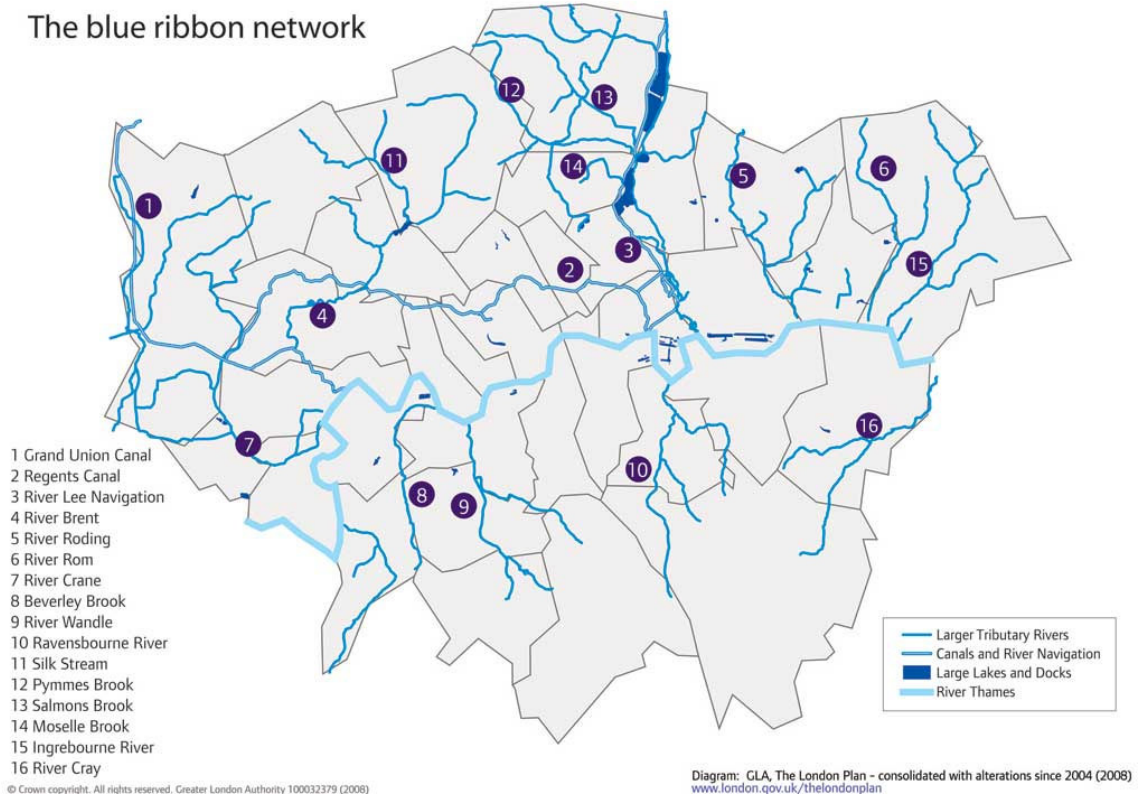 The blue ribbon network
12
13
11
14
5
6
1
3
15
2
4
16
7
10
8
9
1 Grand Union Canal
2 Regents Canal
3 River Lee Navigation
4 River Brent
5 River Roding
6 River Rom
7 River Crane
8 Beverley Brook
9 River Wandle
10 Ravensbourne River
11 Silk Stream
12 Pymmes Brook
13 Salmons Brook
14 Moselle Brook
15 Ingrebourne River
16 River Cray
Larger Tributary Rivers
Canals and River Navigation
Large Lakes and Docks
River Thames
© Crown copyright. All rights reserved. Greater London Authority 100032379 (2008)
Diagram: GLA, The London Plan - consolidated with alterations since 2004 (2008)
www.london.gov.uk/thelondonplan